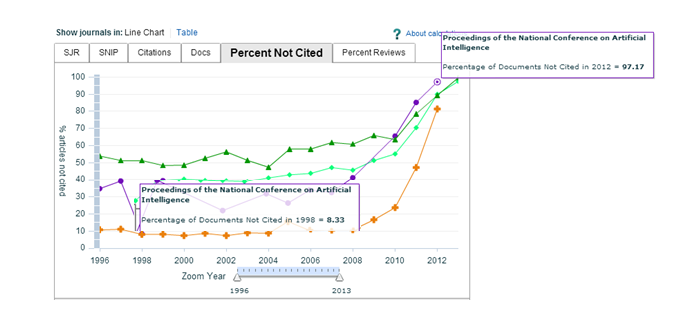 Show journals in: Line Chart Table
? About
Proceedings of the National Conference on Artificial
Intelligence
Percentage of Documents Not Cited in 2012 = 97.17
SJR SNIP Citations Docs Percent Not Cited Percent Reviews
% articles not cited
100
90
80
70
60
50
40
30
20
10
0
Proceedings of the National Conference on Artificial
Intelligence
Percentage of Documents Not Cited in 1998 = 8.33
1996 1998 2000 2002 2004 2006 2008 2010 2012
Zoom Year
1996 2013